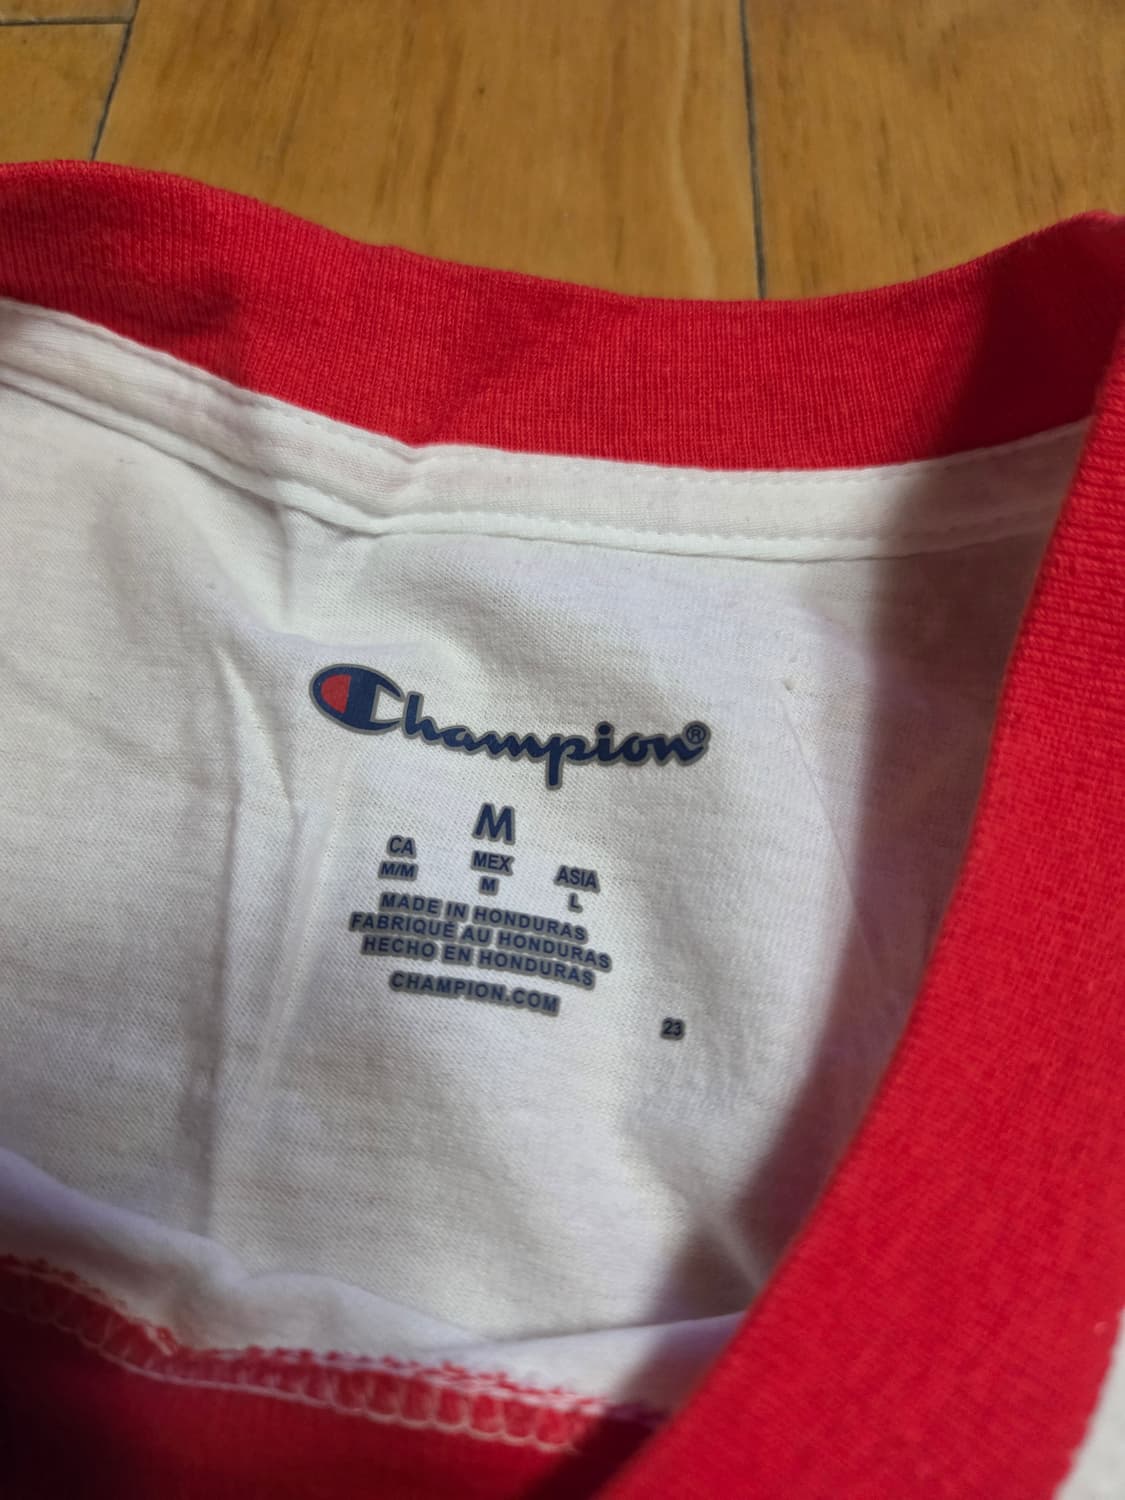 Champion®
M
CA MEX ASIA
M/M M L
MADE IN HONDURAS
FABRIQUÉ AU HONDURAS
HECHO EN HONDURAS
CHAMPION.COM
23